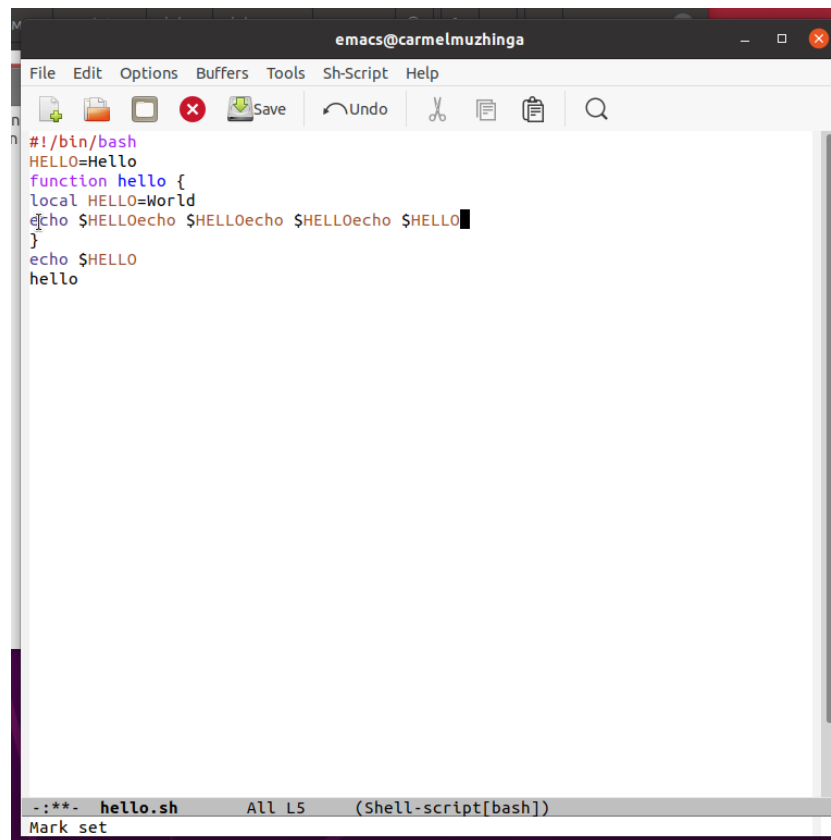 emacs@carmelmuzhinga
File Edit Options Buffers Tools Sh-Script Help
Save Undo
#!/bin/bash
HELLO=Hello
function hello {
local HELLO=World
echo $HELLOecho $HELLOecho $HELLOecho $HELLO
}
echo $HELLO
hello
-:**- hello.sh All L5 (Shell-script[bash])
Mark set